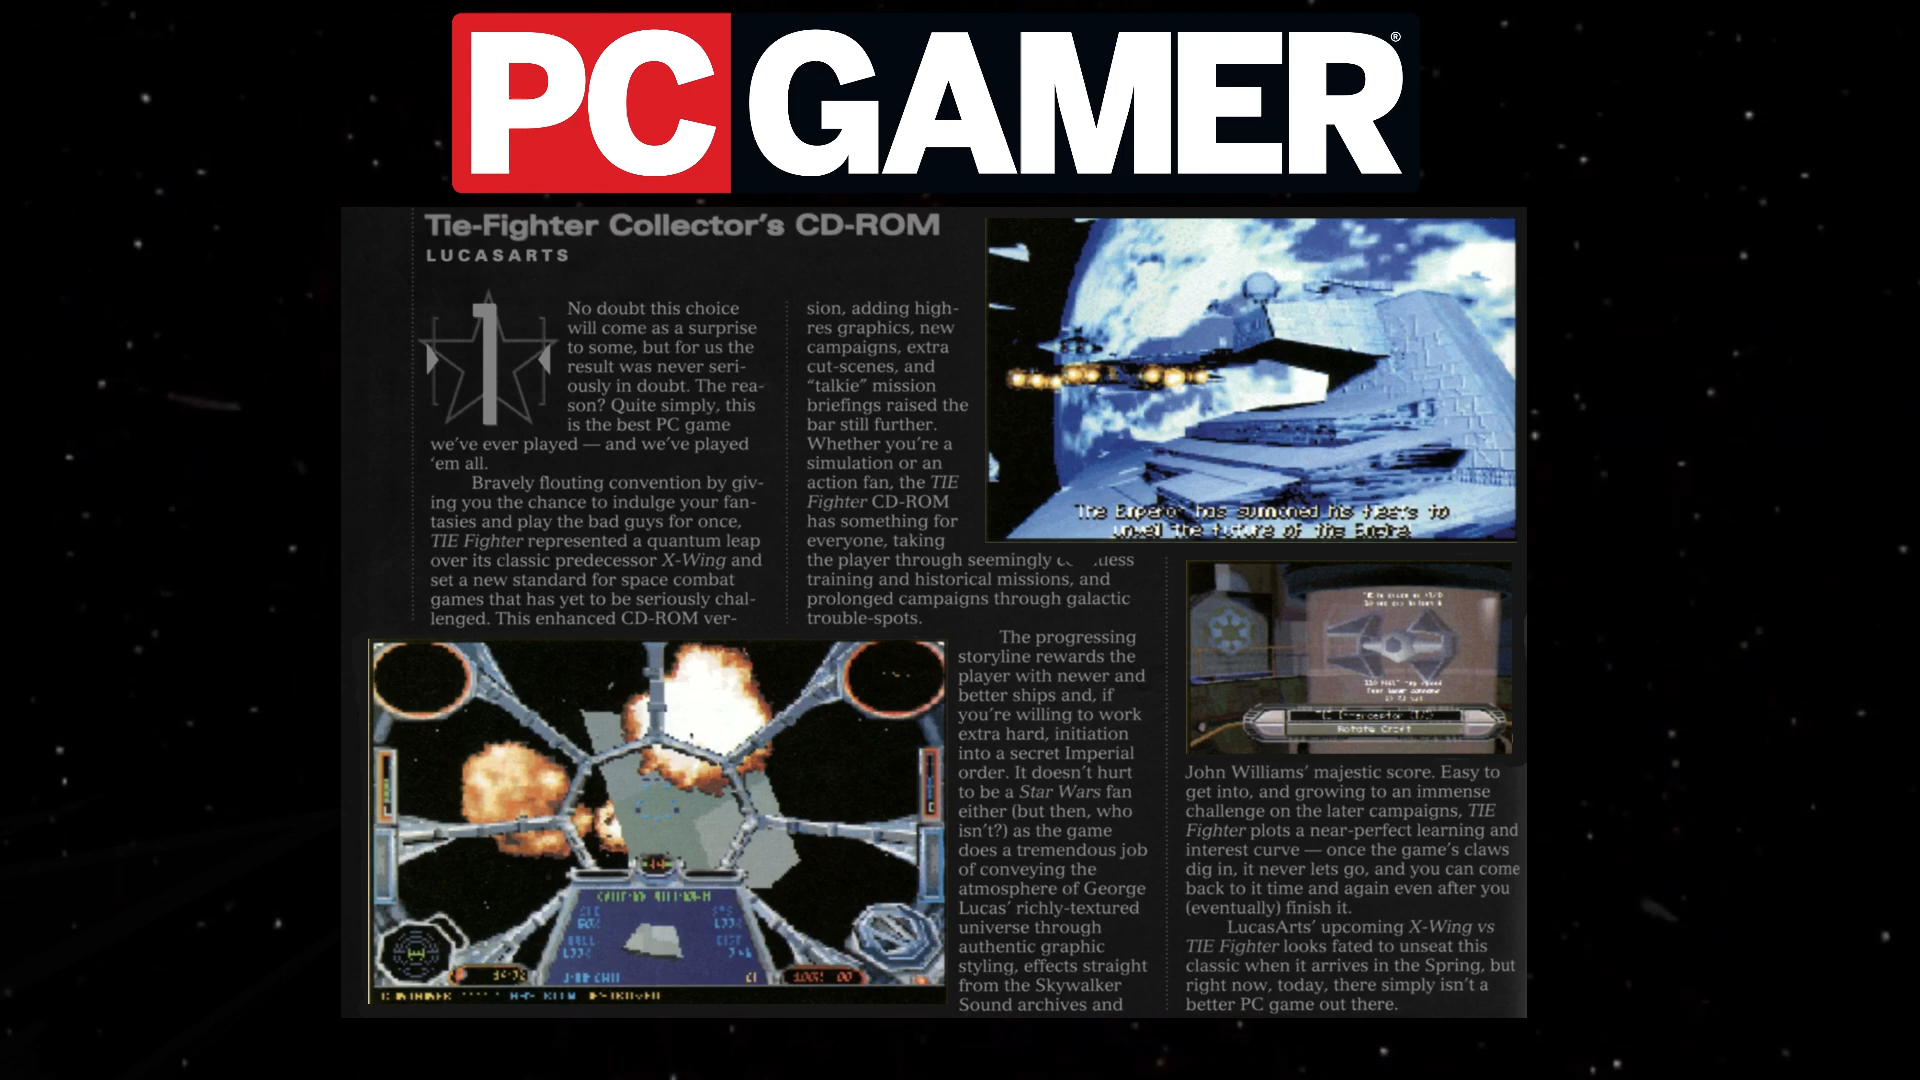 PC GAMER®
Tie-Fighter Collector's CD-ROM
LUCASARTS
1
No doubt this choice
will come as a surprise
to some, but for us the
result was never seri-
ously in doubt. The rea-
son? Quite simply, this
is the best PC game
we've ever played — and we've played
'em all.
Bravely flouting convention by giv-
ing you the chance to indulge your fan-
tasies and play the bad guys for once,
TIE Fighter represented a quantum leap
over its classic predecessor X-Wing and
set a new standard for space combat
games that has yet to be seriously chal-
lenged. This enhanced CD-ROM ver-
sion, adding high-
res graphics, new
campaigns, extra
cut-scenes, and
"talkie" mission
briefings raised the
bar still further.
Whether you're a
simulation or an
action fan, the TIE
Fighter CD-ROM
has something for
everyone, taking
the player through seemingly
training and historical missions, and
prolonged campaigns through galactic
trouble-spots.
The progressing
storyline rewards the
player with newer and
better ships and, if
you're willing to work
extra hard, initiation
into a secret Imperial
order. It doesn't hurt
to be a Star Wars fan
either (but then, who
isn't?) as the game
does a tremendous job
of conveying the
atmosphere of George
Lucas' richly-textured
universe through
authentic graphic
styling, effects straight
from the Skywalker
Sound archives and
The Emperor has summoned his fleets to
unveil the future of the Empire.
Rotate Craft
John Williams' majestic score. Easy to
get into, and growing to an immense
challenge on the later campaigns, TIE
Fighter plots a near-perfect learning and
interest curve — once the game's claws
dig in, it never lets go, and you can come
back to it time and again even after you
(eventually) finish it.
LucasArts' upcoming X-Wing vs
TIE Fighter looks fated to unseat this
classic when it arrives in the Spring, but
right now, today, there simply isn't a
better PC game out there.